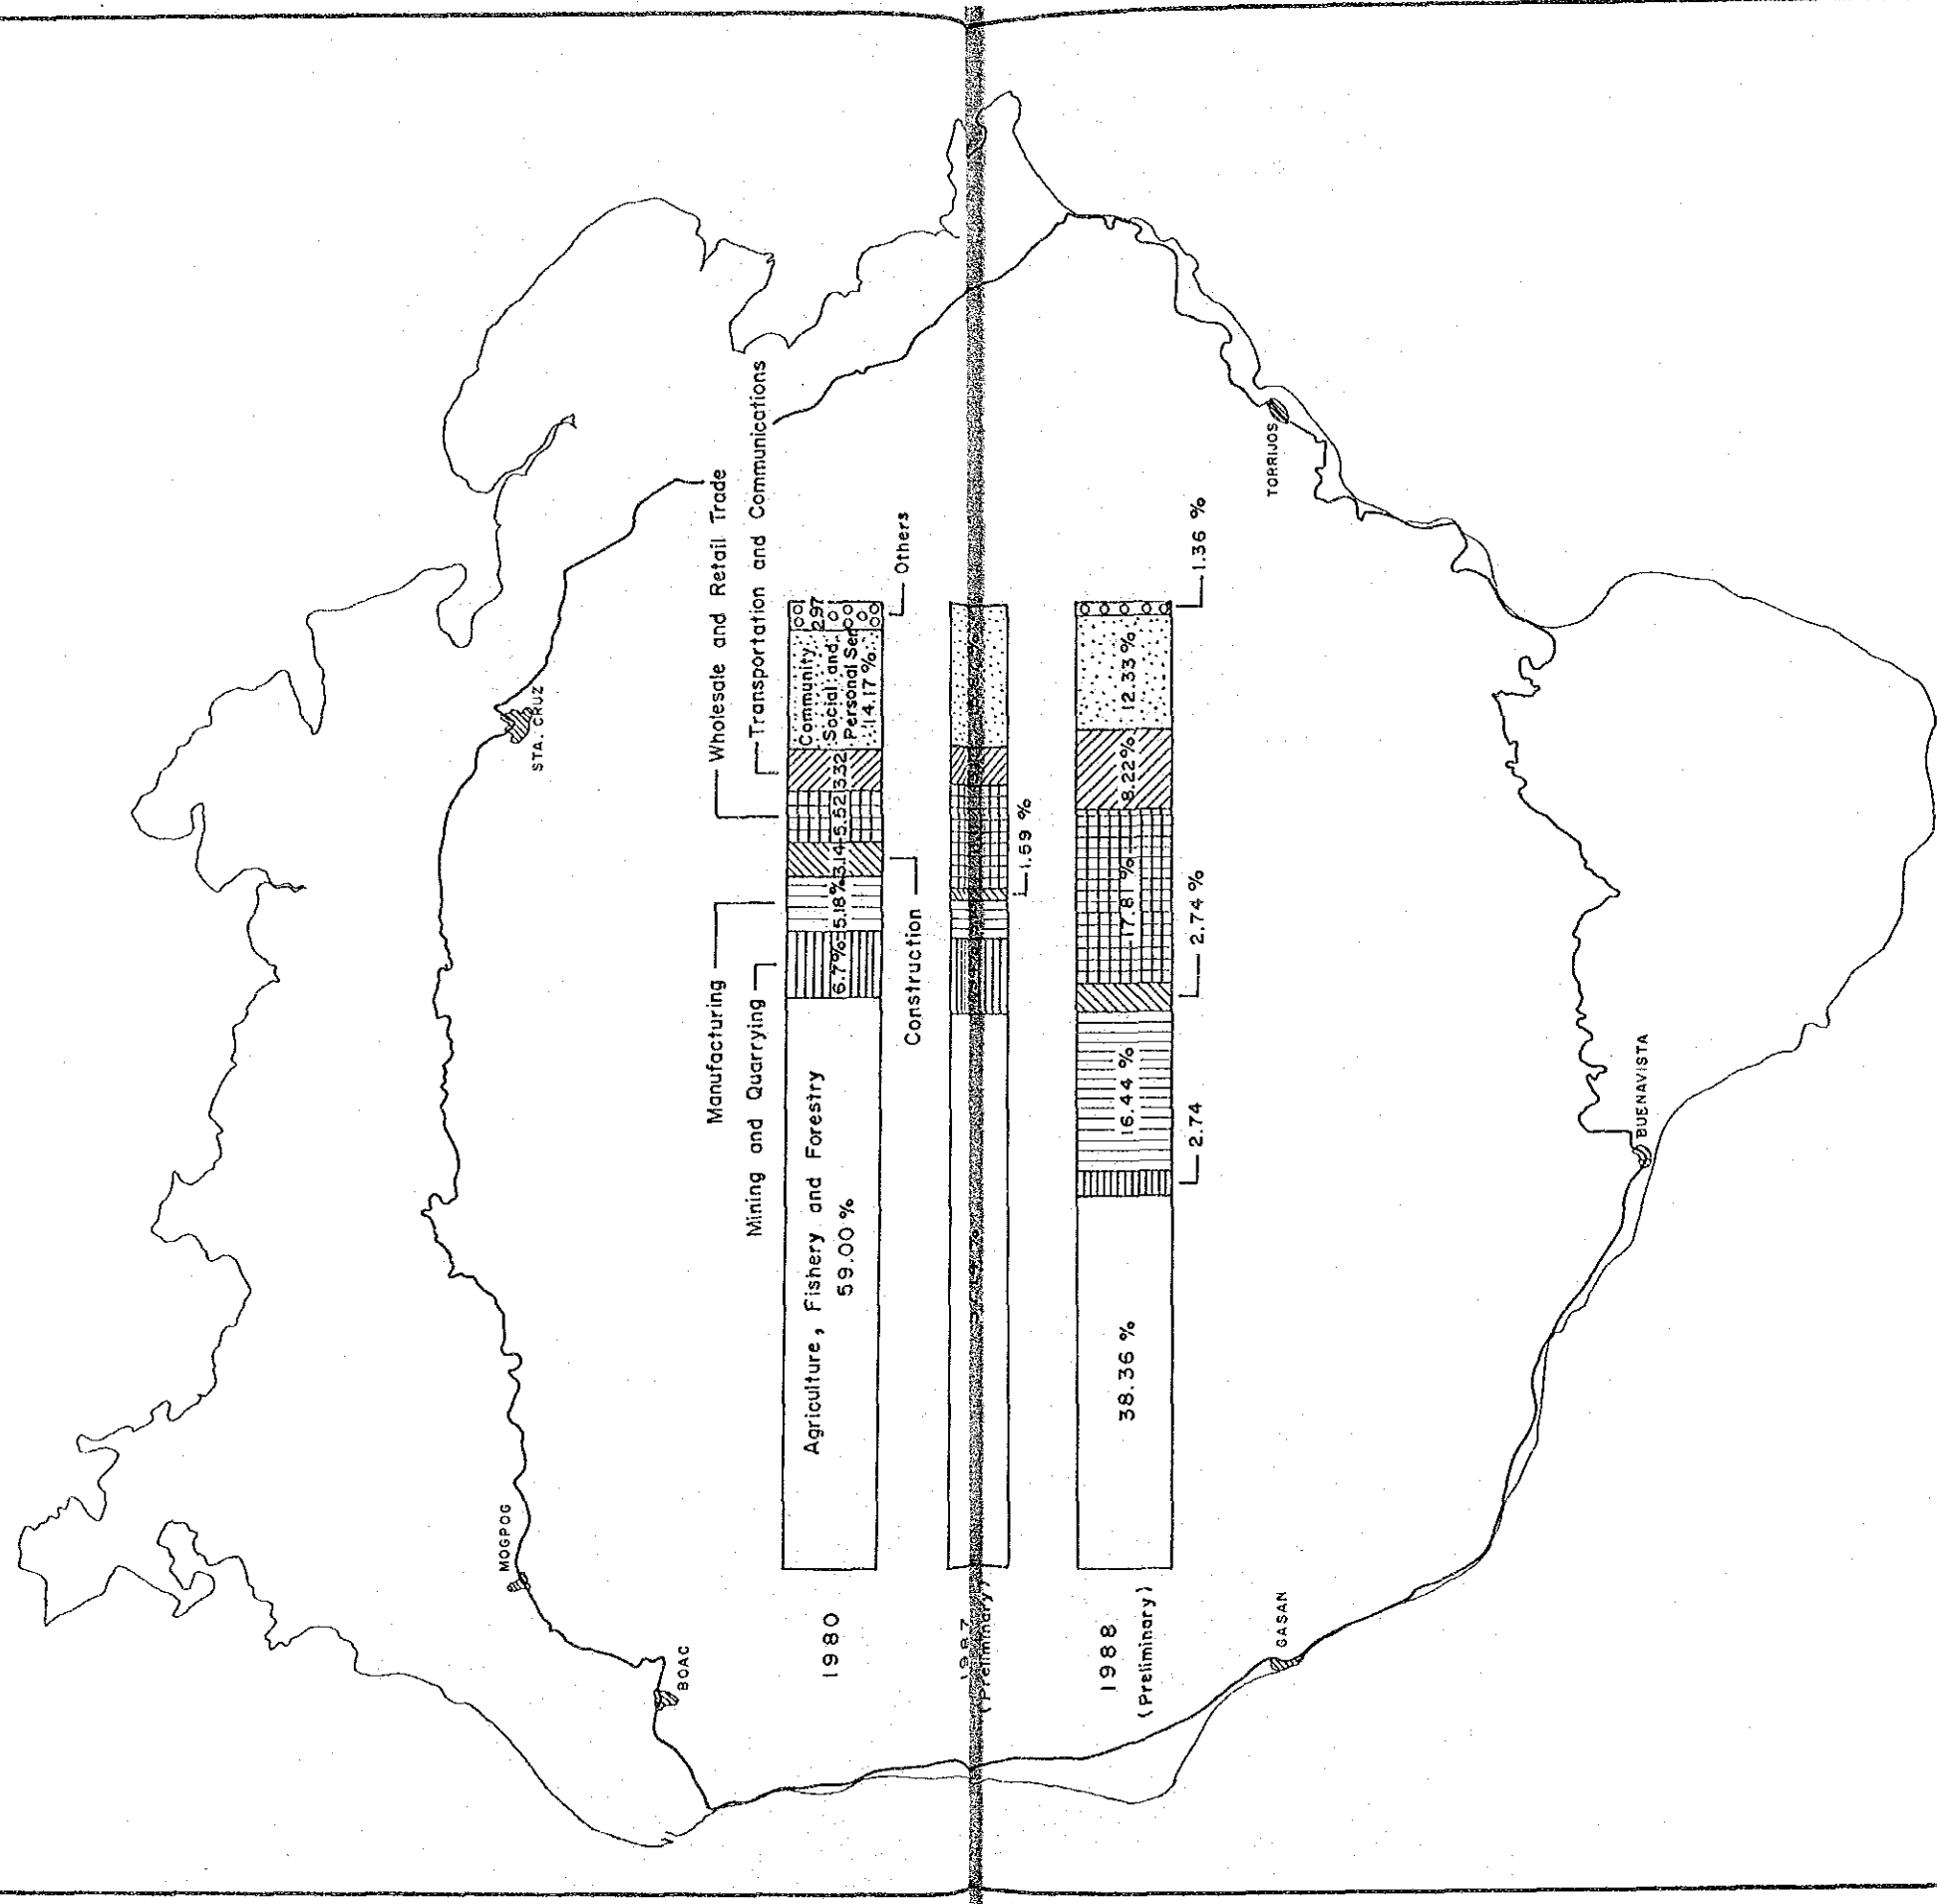 STA. CRUZ
MOGPOG
BOAC
TORRIJOS
BUENAVISTA
GASAN
Manufacturing
Wholesale and Retail Trade
Mining and Quarrying
Transportation and Communications
1980
Agriculture, Fishery and Forestry
59.00 %
6.7%
5.18%
3.14
5.52
3.32
Community
Social and
Personal Ser
14.17 %
2.97
Construction
Others
1987
(Preliminary)
1.59 %
1988
(Preliminary)
38.36 %
16.44 %
17.81 %
8.22%
12.33 %
2.74
2.74 %
1.36 %